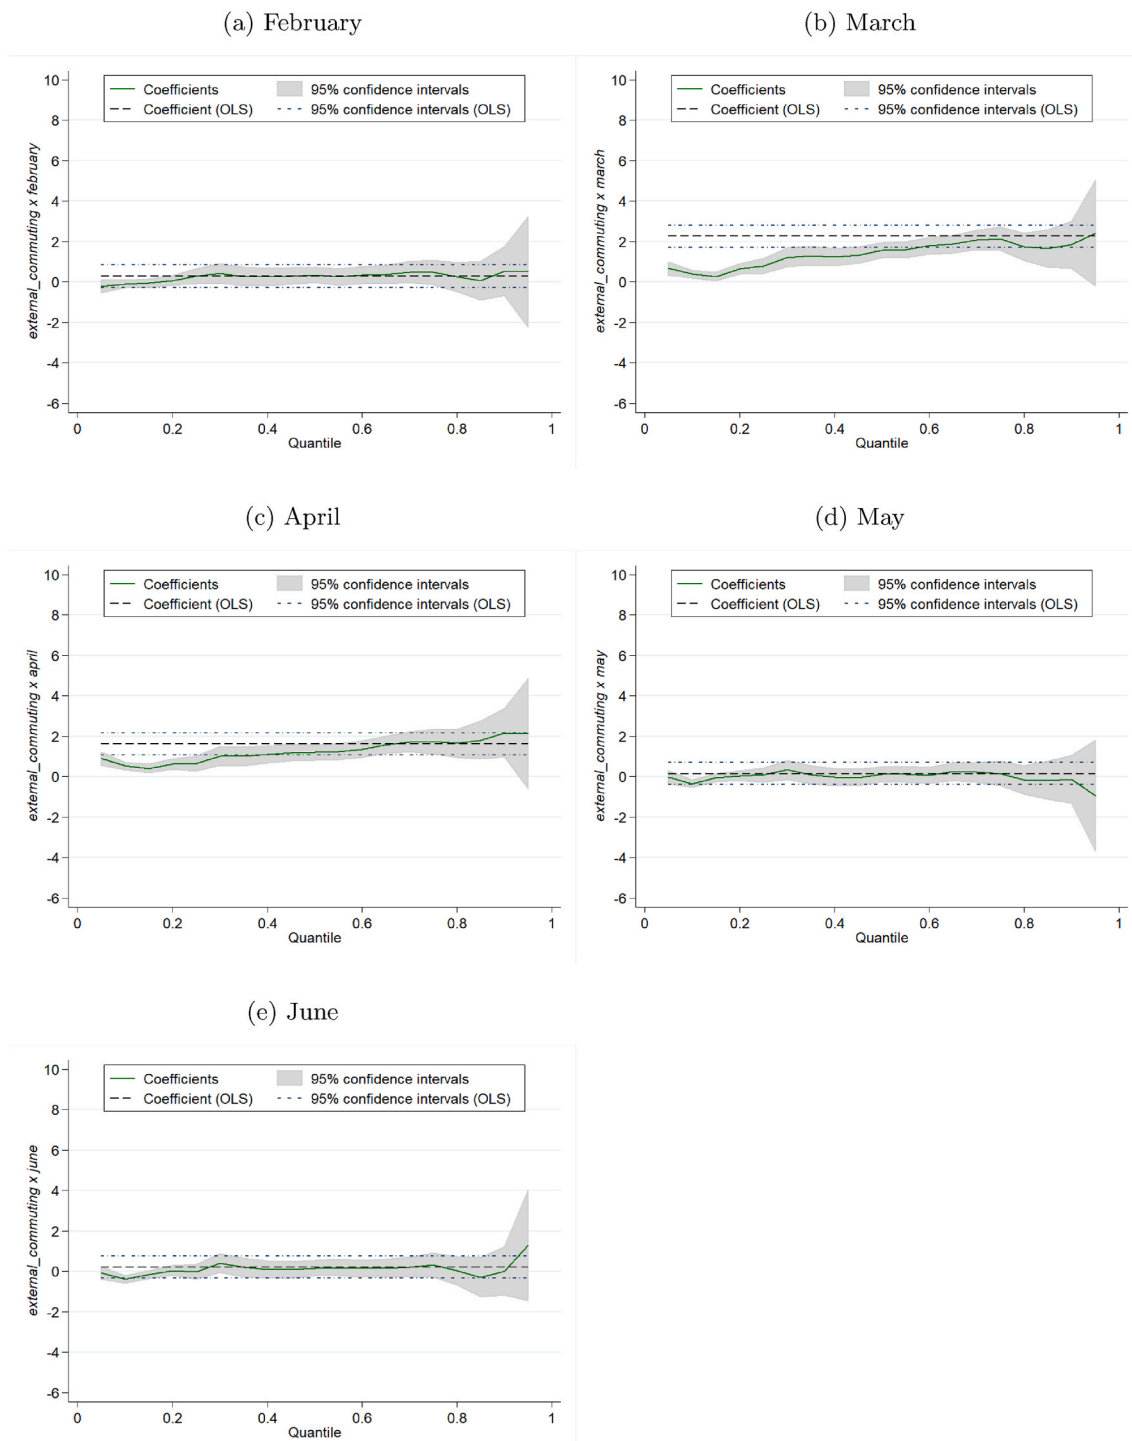 (a) February
(b) March
10
8
6
4
2
0
-2
-4
-6
external_commuting x february
Coefficients
95% confidence intervals
Coefficient (OLS)
95% confidence intervals (OLS)
0 0.2 0.4 0.6 0.8 1
Quantile
10
8
6
4
2
0
-2
-4
-6
external_commuting x march
Coefficients
95% confidence intervals
Coefficient (OLS)
95% confidence intervals (OLS)
0 0.2 0.4 0.6 0.8 1
Quantile
(c) April
(d) May
10
8
6
4
2
0
-2
-4
-6
external_commuting x april
Coefficients
95% confidence intervals
Coefficient (OLS)
95% confidence intervals (OLS)
0 0.2 0.4 0.6 0.8 1
Quantile
10
8
6
4
2
0
-2
-4
-6
external_commuting x may
Coefficients
95% confidence intervals
Coefficient (OLS)
95% confidence intervals (OLS)
0 0.2 0.4 0.6 0.8 1
Quantile
(e) June
10
8
6
4
2
0
-2
-4
-6
external_commuting x june
Coefficients
95% confidence intervals
Coefficient (OLS)
95% confidence intervals (OLS)
0 0.2 0.4 0.6 0.8 1
Quantile